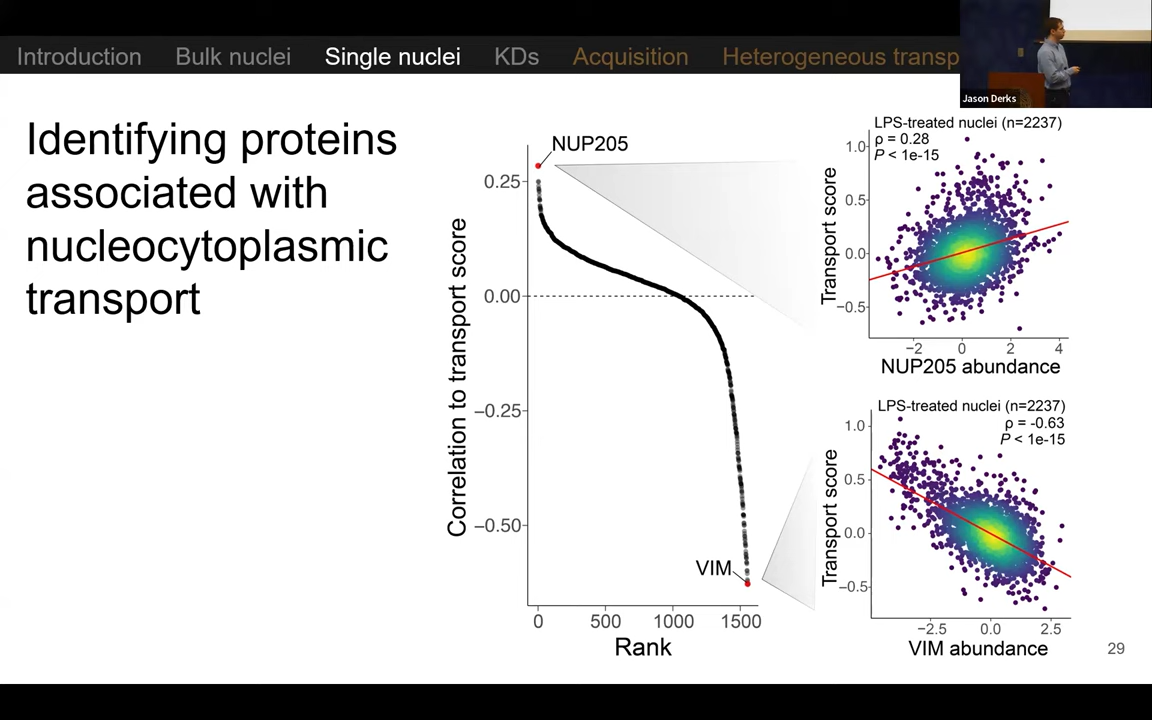 Introduction
Bulk nuclei
Single nuclei
KDs
Acquisition
Heterogeneous transp
Jason Derks
Identifying proteins
associated with
nucleocytoplasmic
transport
Correlation to transport score
0.25
0.00
−0.25
−0.50
NUP205
VIM
0
500
1000
1500
Rank
LPS-treated nuclei (n=2237)
ρ = 0.28
P < 1e-15
Transport score
1.0
0.5
0.0
−0.5
−2
0
2
4
NUP205 abundance
LPS-treated nuclei (n=2237)
ρ = -0.63
P < 1e-15
Transport score
1.0
0.5
0.0
−0.5
−2.5
0.0
2.5
VIM abundance
29